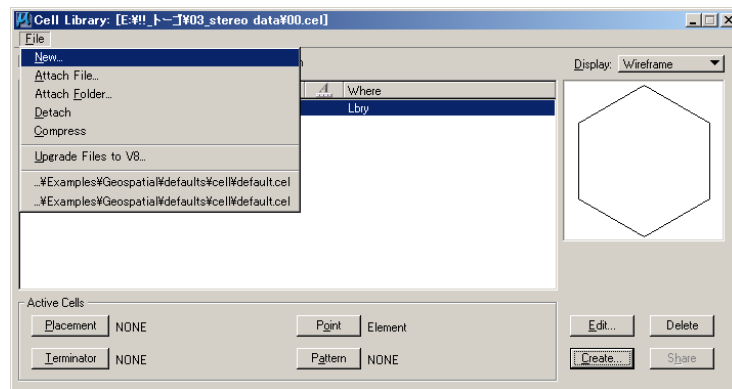 Cell Library: [E:¥!!_トーゴ¥03_stereo data¥00.cel]
File
New...
Attach File...
Attach Folder...
Detach
Compress
Upgrade Files to V8...
...¥Examples¥Geospatial¥defaults¥cell¥default.cel
...¥Examples¥Geospatial¥defaults¥cell¥default.cel
Display: Wireframe
Where
Lbry
Active Cells
Placement NONE
Point Element
Terminator NONE
Pattern NONE
Edit... Delete
Create... Share